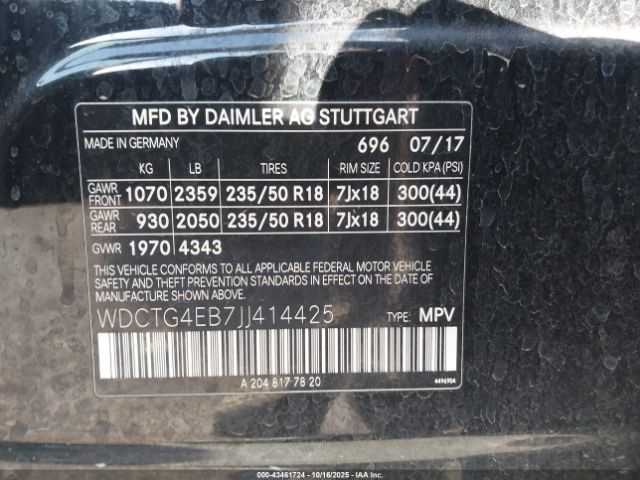 MFD BY DAIMLER AG STUTTGART
MADE IN GERMANY 696 07/17
KG LB TIRES RIM SIZE COLD KPA (PSI)
GAWR FRONT 1070 2359 235/50 R18 7Jx18 300(44)
GAWR REAR 930 2050 235/50 R18 7Jx18 300(44)
GVWR 1970 4343
THIS VEHICLE CONFORMS TO ALL APPLICABLE FEDERAL MOTOR VEHICLE
SAFETY AND THEFT PREVENTION STANDARDS IN EFFECT ON THE DATE OF
MANUFACTURE SHOWN ABOVE.
WDCTG4EB7JJ414425 TYPE: MPV
A 204 817 78 20 4496904
000-43461724 - 10/16/2025 - IAAI.COM